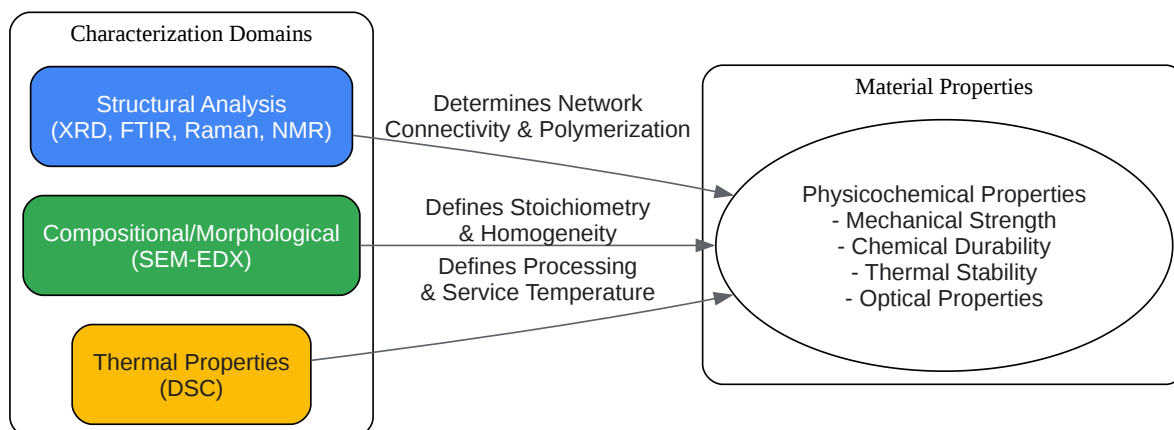 Characterization Domains
Structural Analysis
(XRD, FTIR, Raman, NMR)
Compositional/Morphological
(SEM-EDX)
Thermal Properties
(DSC)
Determines Network
Connectivity & Polymerization
Defines Stoichiometry
& Homogeneity
Defines Processing
& Service Temperature
Material Properties
Physicochemical Properties
- Mechanical Strength
- Chemical Durability
- Thermal Stability
- Optical Properties